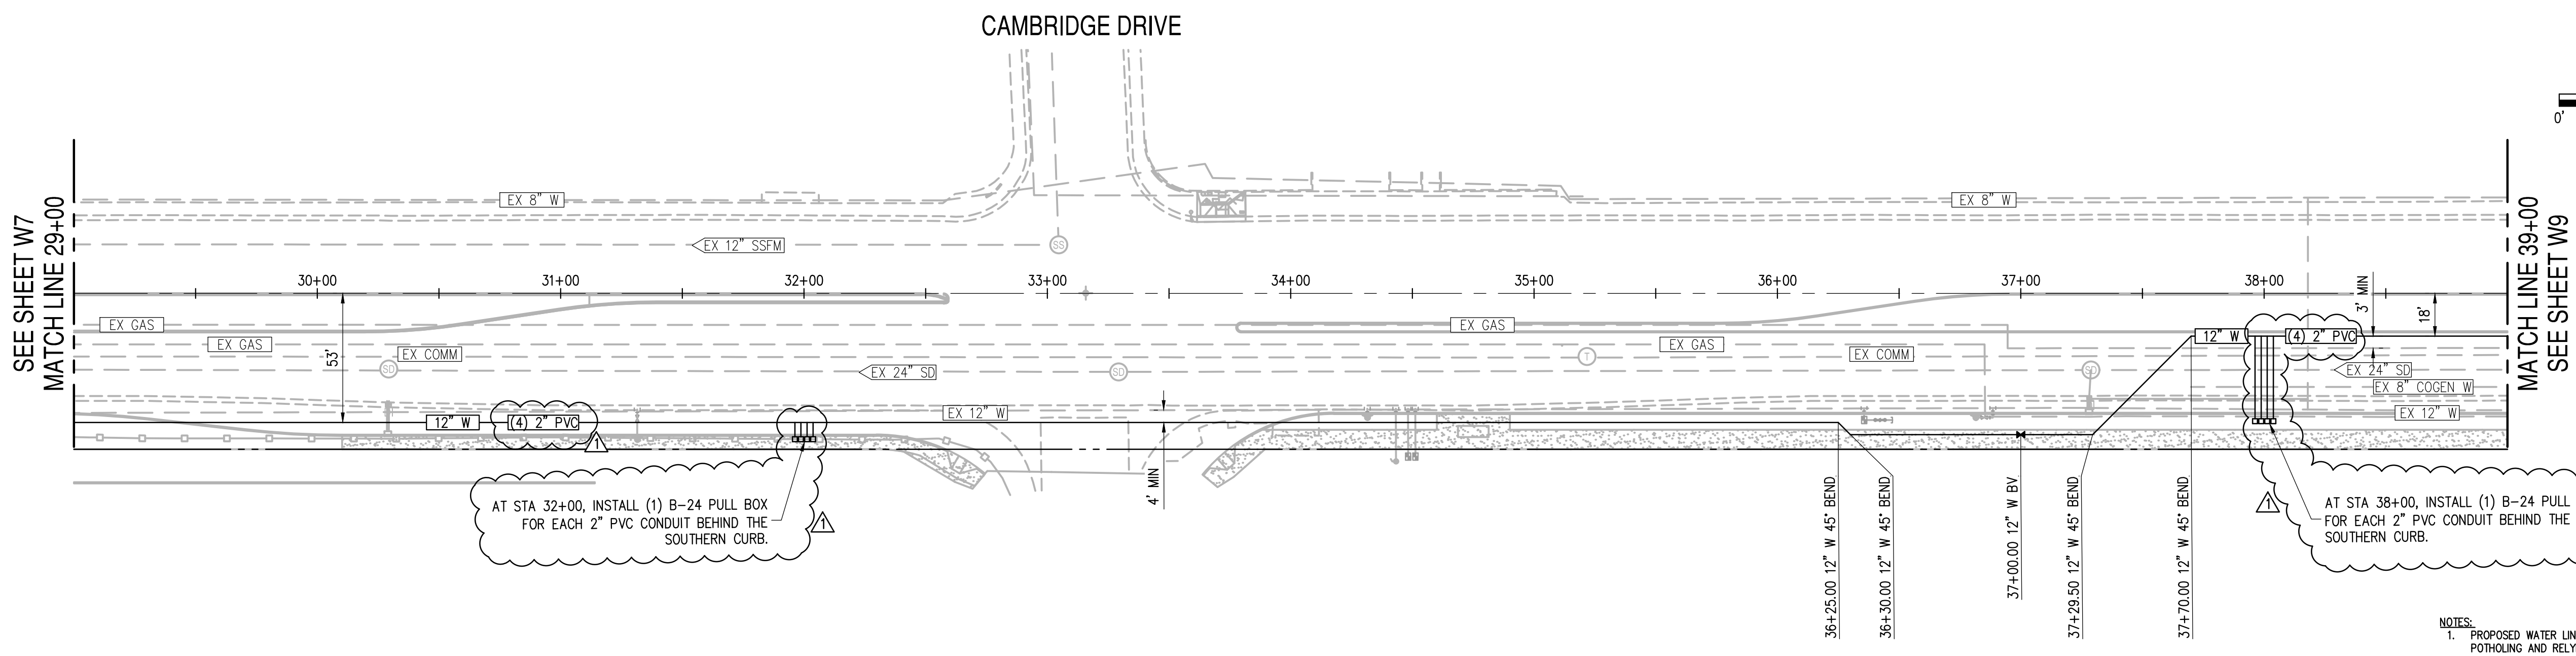 CAMBRIDGE DRIVE
0'
SEE SHEET W7
MATCH LINE 29+00
MATCH LINE 39+00
SEE SHEET W9
EX 8" W
EX 8" W
EX 12" SSFM
SS
30+00
31+00
32+00
33+00
34+00
35+00
36+00
37+00
38+00
3' MIN
18'
53'
EX GAS
EX GAS
EX GAS
EX GAS
EX COMM
EX COMM
T
SD
SD
SD
EX 24" SD
EX 24" SD
12" W
(4) 2" PVC
EX 8" COGEN W
EX 12" W
EX 12" W
12" W
(4) 2" PVC
1
4' MIN
AT STA 32+00, INSTALL (1) B-24 PULL BOX
FOR EACH 2" PVC CONDUIT BEHIND THE
SOUTHERN CURB.
1
36+25.00 12" W 45° BEND
36+30.00 12" W 45° BEND
37+00.00 12" W BV
37+29.50 12" W 45° BEND
37+70.00 12" W 45° BEND
1
AT STA 38+00, INSTALL (1) B-24 PULL
FOR EACH 2" PVC CONDUIT BEHIND THE
SOUTHERN CURB.
NOTES:
1. PROPOSED WATER LIN
POTHOLING AND RELY